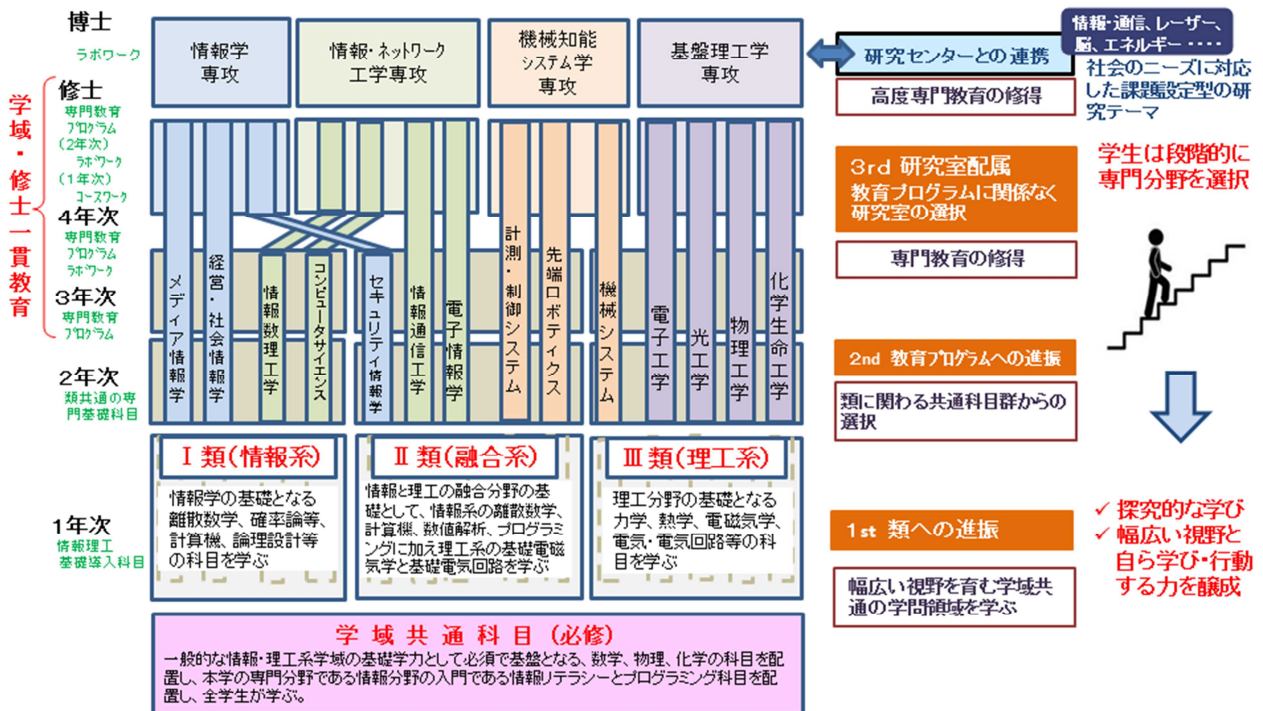 博士
ラボワーク
学域・修士一貫教育
修士
専門教育
プログラム
(2年次)
ラボワーク
(1年次)
コースワーク
4年次
専門教育
プログラム
ラボワーク
3年次
専門教育
プログラム
2年次
類共通の専
門基礎科目
1年次
情報理工
基礎導入科目
情報学
専攻
情報・ネットワーク
工学専攻
機械知能
システム学
専攻
基盤理工学
専攻
メディア情報学
経営・社会情報学
情報数理工学
コンピュータサイエンス
セキュリティ情報学
情報通信工学
電子情報学
計測・制御システム
先端ロボティクス
機械システム
電子工学
光工学
物理工学
化学生命工学
Ⅰ類(情報系)
情報学の基礎となる
離散数学、確率論等、
計算機、論理設計等
の科目を学ぶ
Ⅱ類(融合系)
情報と理工の融合分野の基
礎として、情報系の離散数学、
計算機、数値解析、プログラミ
ングに加え理工系の基礎電磁
気学と基礎電気回路を学ぶ
Ⅲ類(理工系)
理工分野の基礎となる
力学、熱学、電磁気学、
電気・電気回路等の科
目を学ぶ
学域共通科目(必修)
一般的な情報・理工系学域の基礎学力として必須で基盤となる、数学、物理、化学の科目を配
置し、本学の専門分野である情報分野の入門である情報リテラシーとプログラミング科目を配
置し、全学生が学ぶ。
研究センターとの連携
高度専門教育の修得
3rd 研究室配属
教育プログラムに関係なく
研究室の選択
専門教育の修得
2nd 教育プログラムへの進振
類に関わる共通科目群からの
選択
1st 類への進振
幅広い視野を育む学域共
通の学問領域を学ぶ
情報・通信、レーザー、
脳、エネルギー・・・・
社会のニーズに対応
した課題設定型の研
究テーマ
学生は段階的に
専門分野を選択
✓ 探究的な学び
✓ 幅広い視野と
自ら学び・行動
する力を醸成